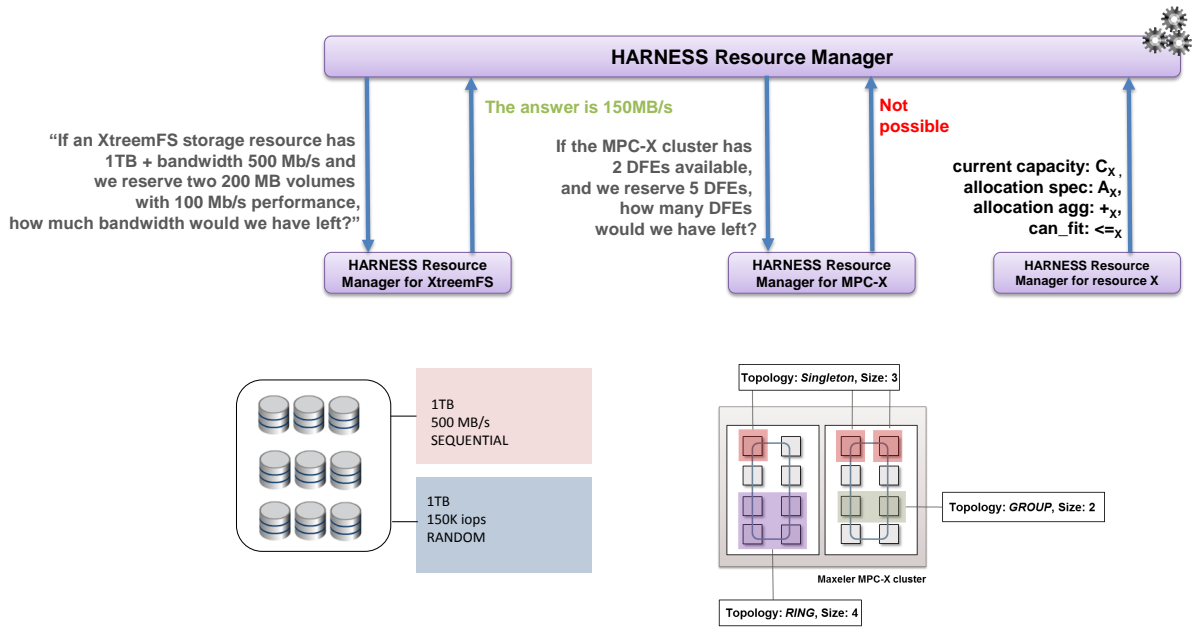 HARNESS Resource Manager
The answer is 150MB/s
“If an XtreemFS storage resource has
1TB + bandwidth 500 Mb/s and
we reserve two 200 MB volumes
with 100 Mb/s performance,
how much bandwidth would we have left?”
If the MPC-X cluster has
2 DFEs available,
and we reserve 5 DFEs,
how many DFEs
would we have left?
Not
possible
current capacity: CX ,
allocation spec: AX,
allocation agg: +X,
can_fit: <=X
HARNESS Resource
Manager for XtreemFS
HARNESS Resource
Manager for MPC-X
HARNESS Resource
Manager for resource X
1TB
500 MB/s
SEQUENTIAL
1TB
150K iops
RANDOM
Topology: Singleton, Size: 3
Topology: GROUP, Size: 2
Maxeler MPC-X cluster
Topology: RING, Size: 4